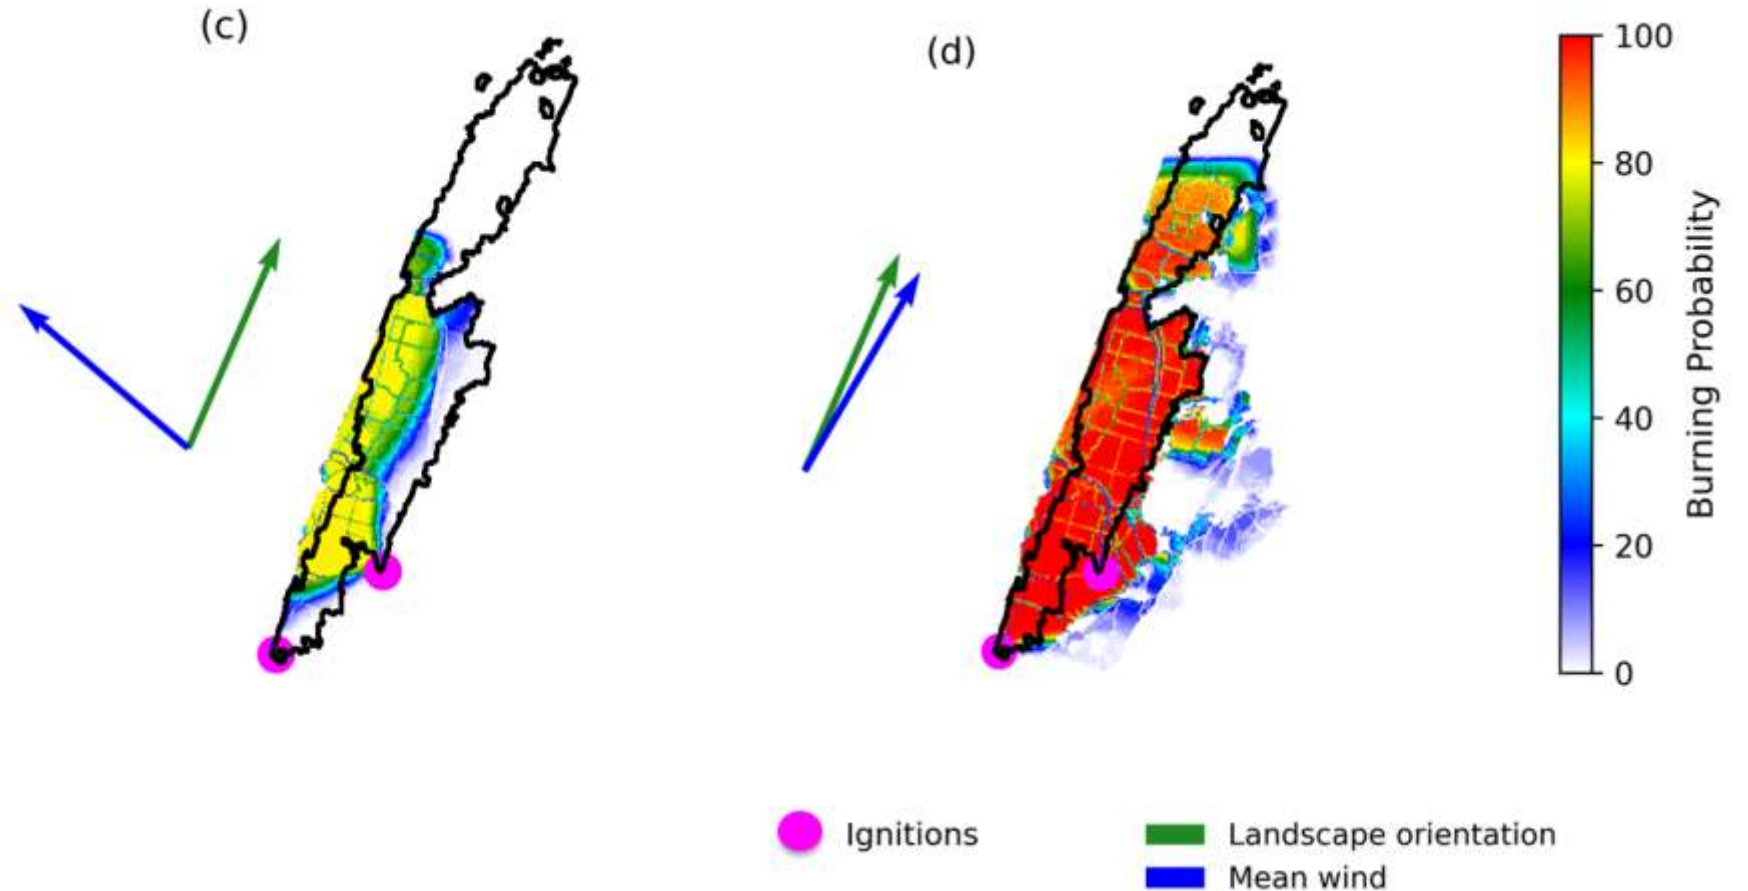 (c)
(d)
100
80
60
40
20
0
Burning Probability
Ignitions
Landscape orientation
Mean wind